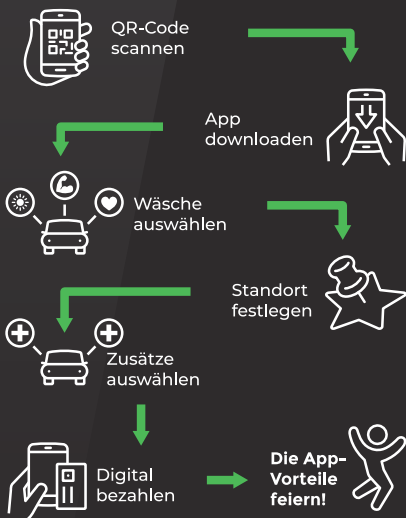 QR-Code
scannen
App
downloaden
Wäsche
auswählen
Standort
festlegen
Zusätze
auswählen
Digital
bezahlen
Die App-
Vorteile
feiern!